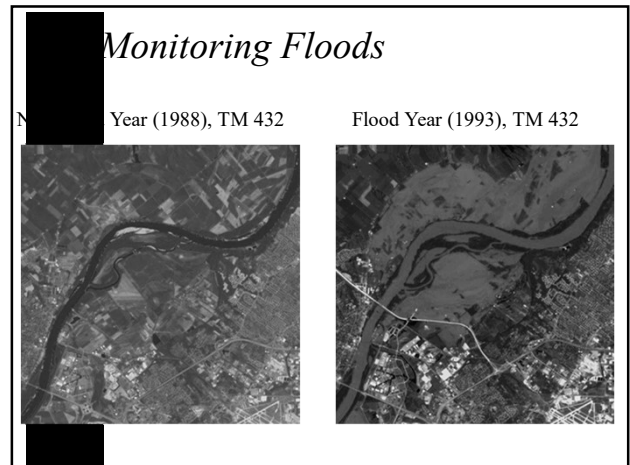 Monitoring Floods
Year (1988), TM 432
Flood Year (1993), TM 432